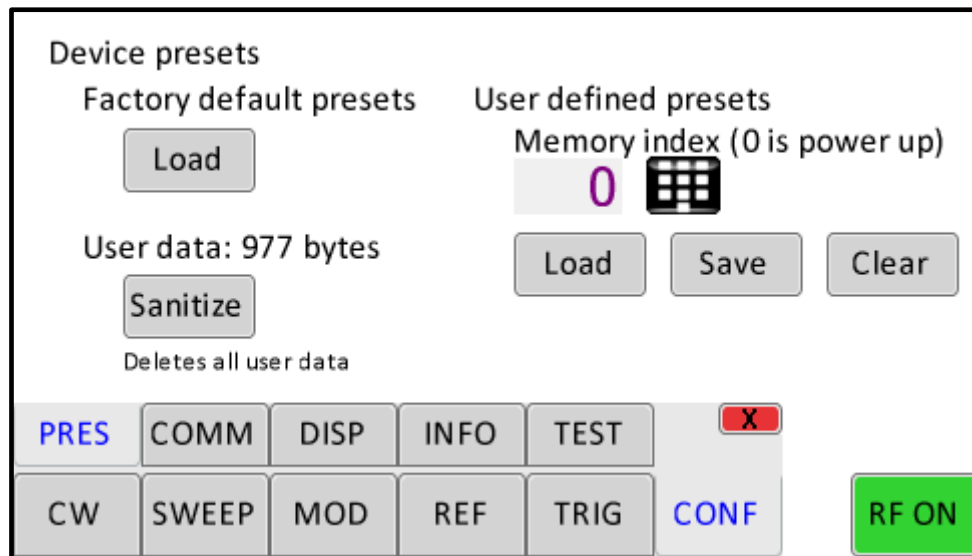 Device presets
Factory default presets
Load
User data: 977 bytes
Sanitize
Deletes all user data
User defined presets
Memory index (0 is power up)
0
Load Save Clear
PRES COMM DISP INFO TEST X
CW SWEEP MOD REF TRIG CONF RF ON